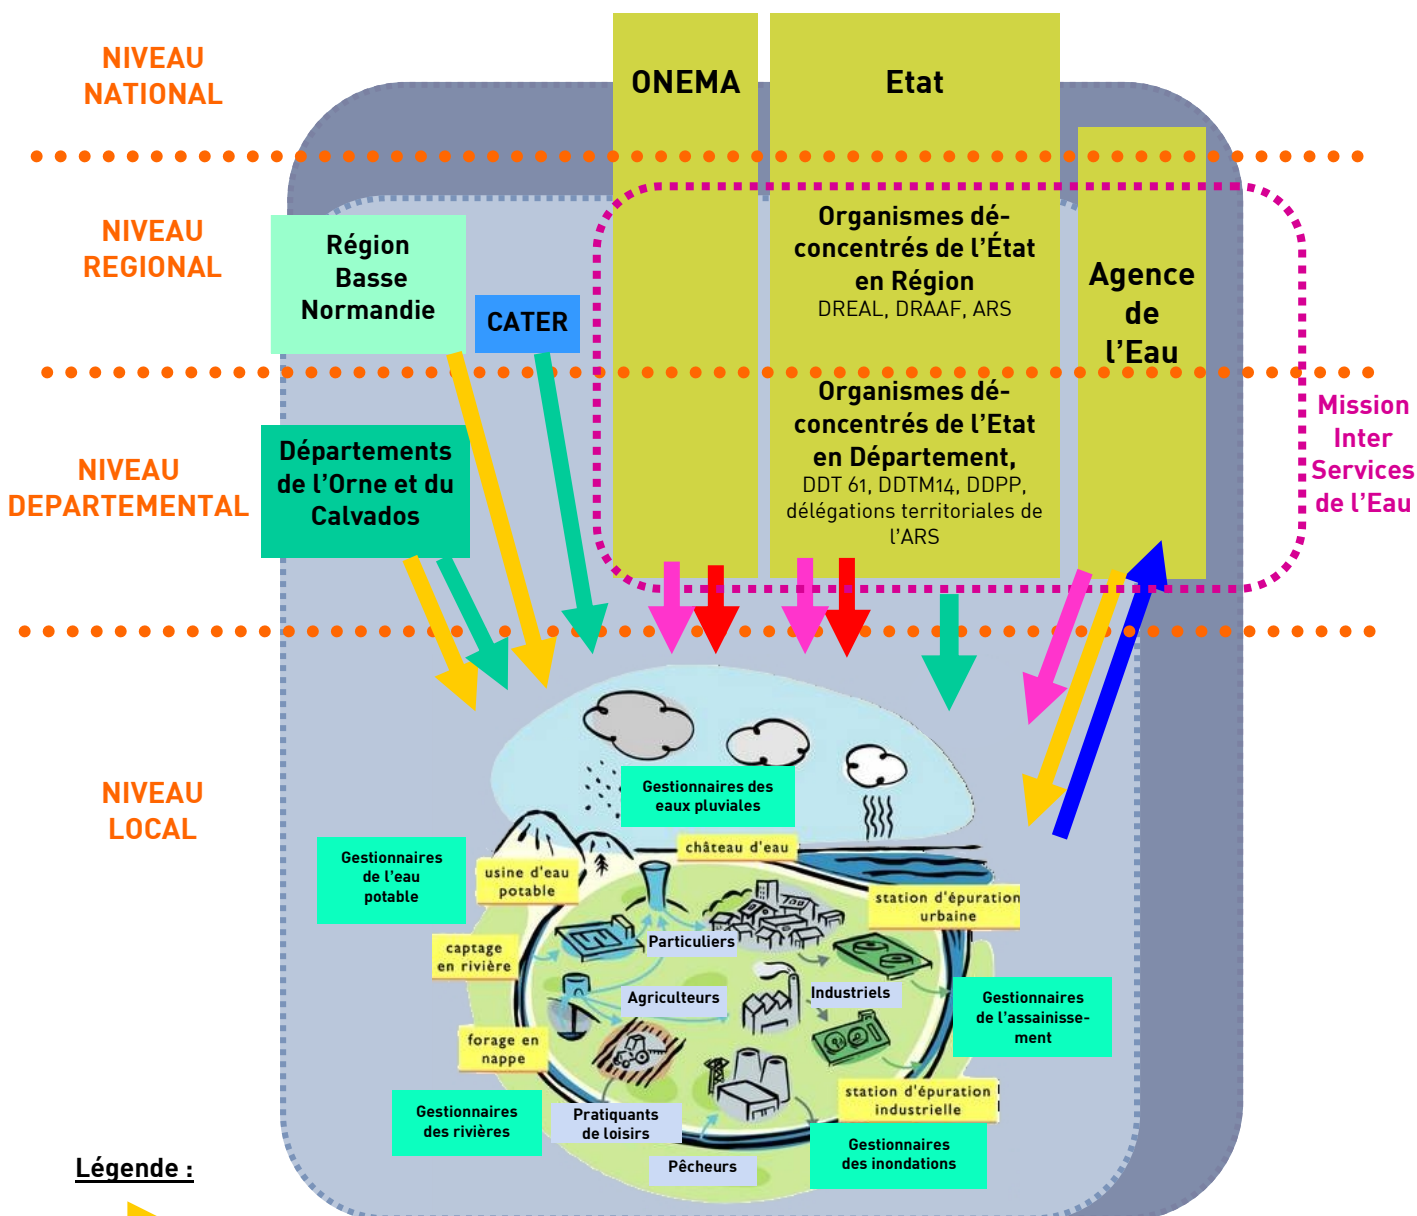 NIVEAU
NATIONAL
ONEMA
Etat
NIVEAU
REGIONAL
Région
Basse
Normandie
CATER
Organismes dé-
concentrés de l'État
en Région
DREAL, DRAAF, ARS
Agence
de
l'Eau
NIVEAU
DEPARTEMENTAL
Départements
de l'Orne et du
Calvados
Organismes dé-
concentrés de l'Etat
en Département,
DDT 61, DDTM14, DDPP,
délégations territoriales de
l'ARS
Mission
Inter
Services
de l'Eau
NIVEAU
LOCAL
Gestionnaires des
eaux pluviales
château d'eau
Gestionnaires
de l'eau
potable
usine d'eau
potable
station d'épuration
urbaine
captage
en rivière
Particuliers
Agriculteurs
Industriels
Gestionnaires
de l'assainisse-
ment
forage en
nappe
station d'épuration
industrielle
Gestionnaires
des rivières
Pratiquants
de loisirs
Pêcheurs
Gestionnaires
des inondations
Légende :